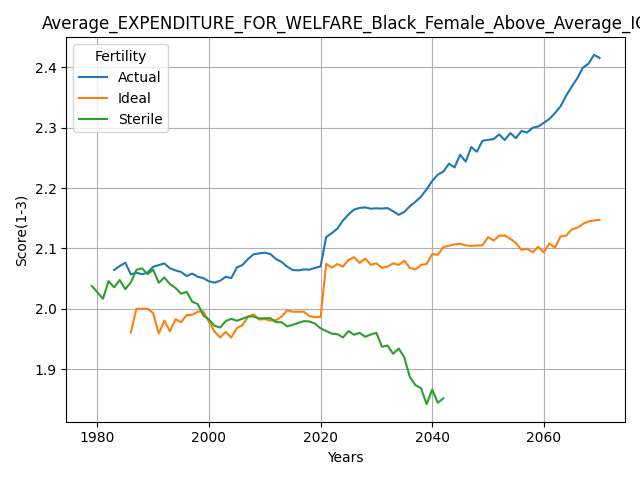 Average_EXPENDITURE_FOR_WELFARE_Black_Female_Above_Average_IQ
Fertility
Actual
Ideal
Sterile
Score(1-3)
2.4
2.3
2.2
2.1
2.0
1.9
1980
2000
2020
2040
2060
Years